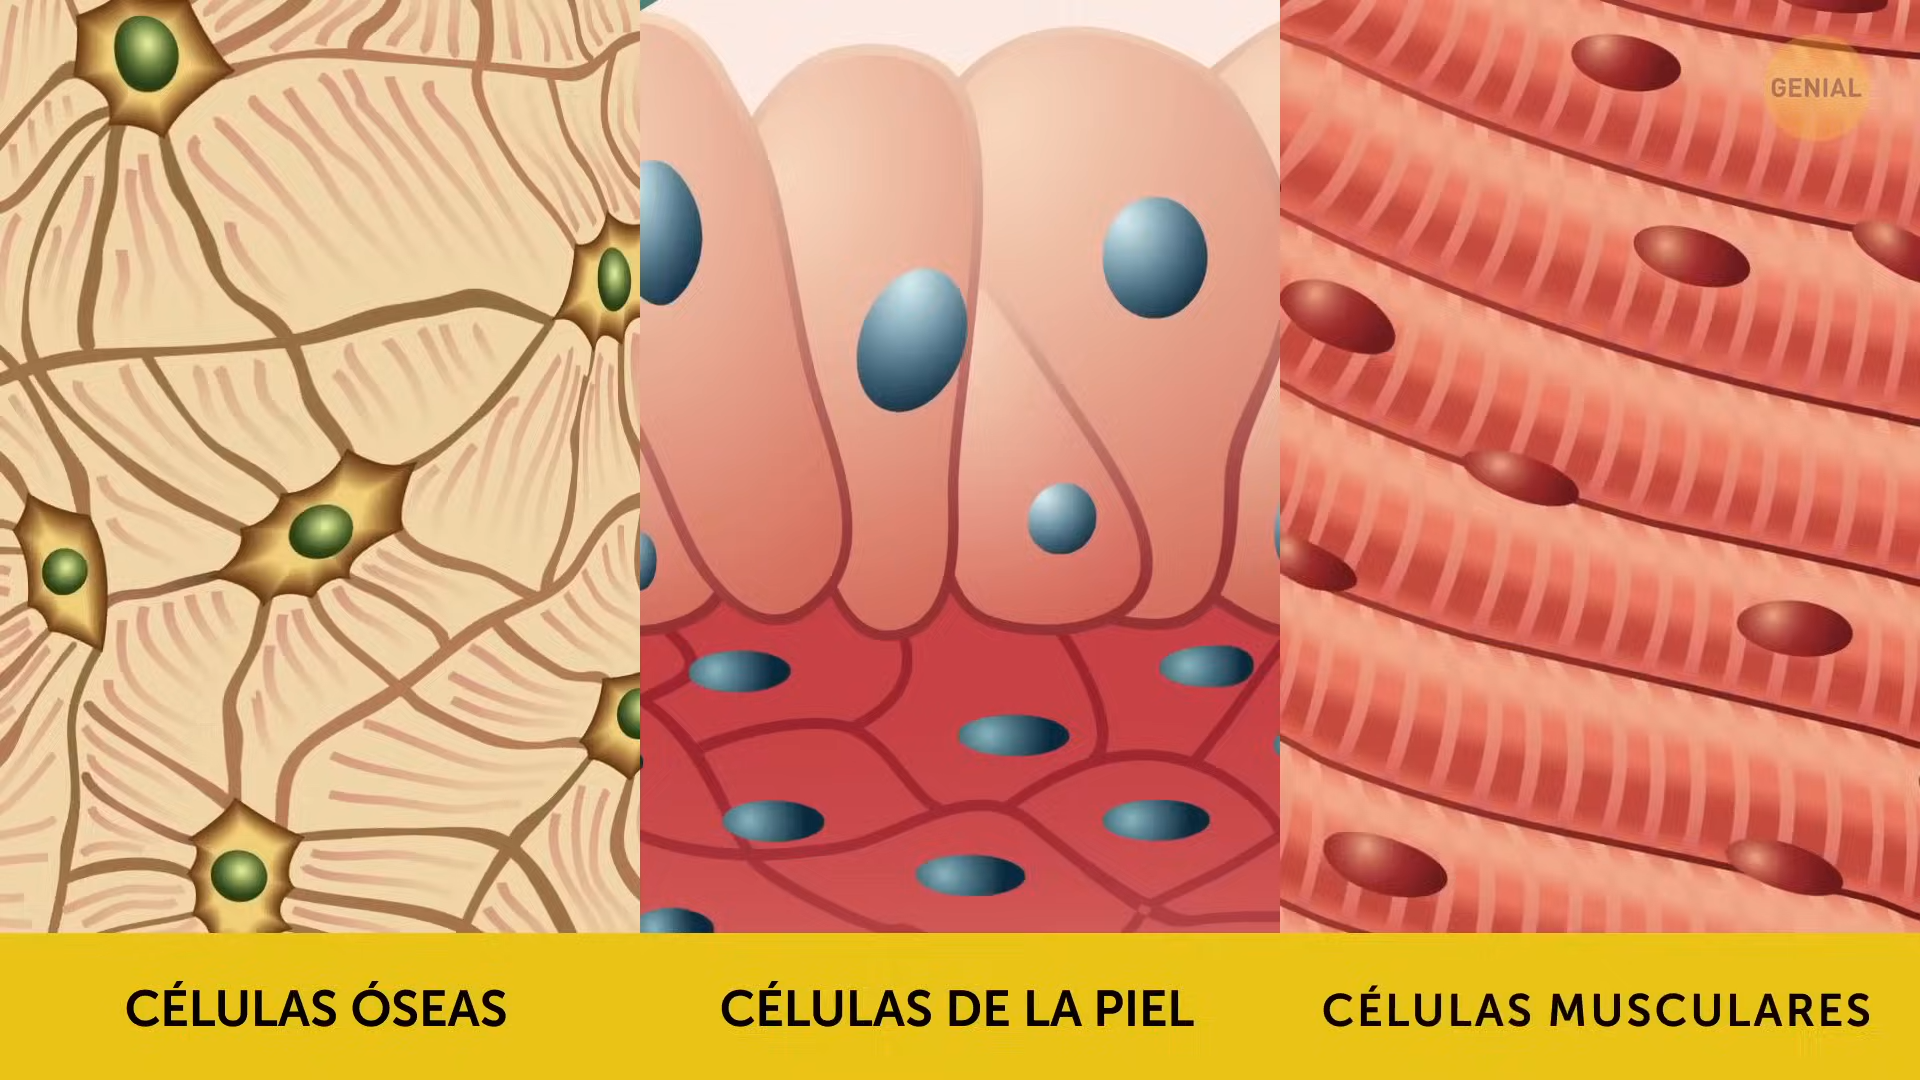 GENIAL
CÉLULAS ÓSEAS
CÉLULAS DE LA PIEL
CÉLULAS MUSCULARES